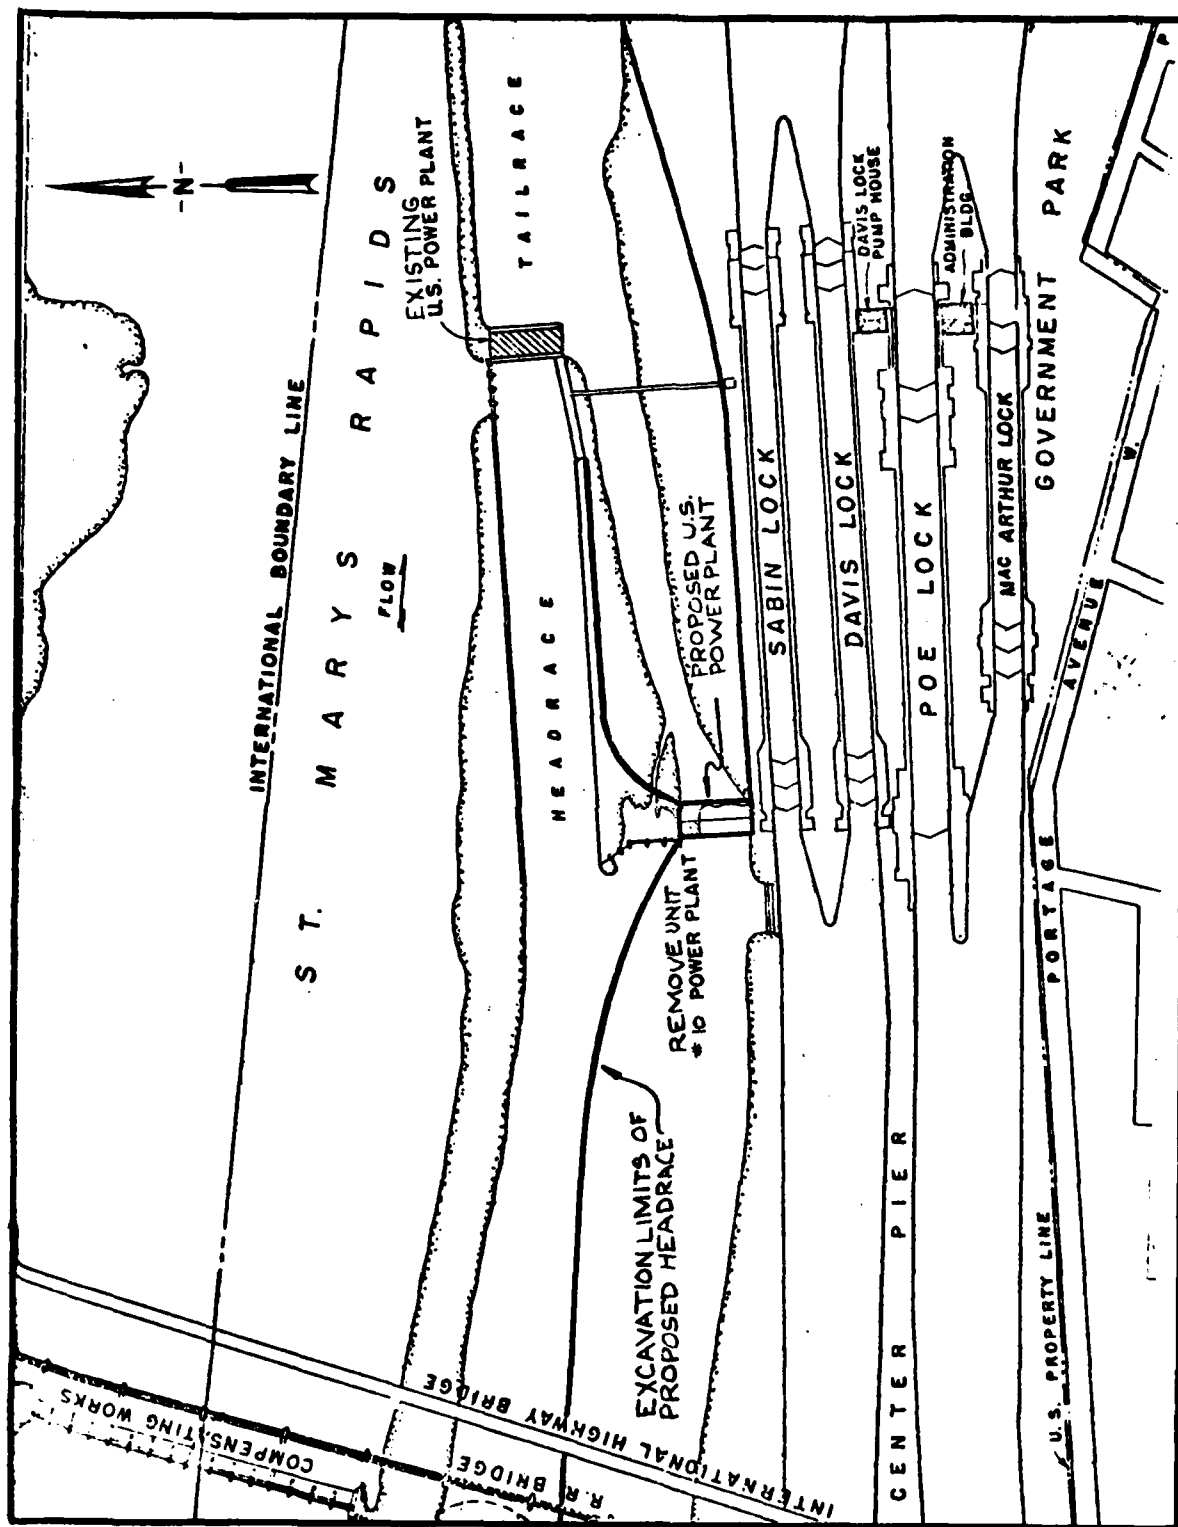 -N-
INTERNATIONAL BOUNDARY LINE
ST. MARYS RAPIDS
FLOW
EXISTING
U.S. POWER PLANT
TAILRACE
HEADRACE
PROPOSED U.S.
POWER PLANT
REMOVE UNIT
#10 POWER PLANT
EXCAVATION LIMITS OF
PROPOSED HEADRACE
COMPENSATING WORKS
R.R. BRIDGE
INTERNATIONAL HIGHWAY BRIDGE
SABIN LOCK
DAVIS LOCK
DAVIS LOCK
PUMP HOUSE
POE LOCK
ADMINISTRATION
BLDG
MAC ARTHUR LOCK
CENTER PIER
GOVERNMENT PARK
U.S. PROPERTY LINE
W. PORTAGE AVENUE
P